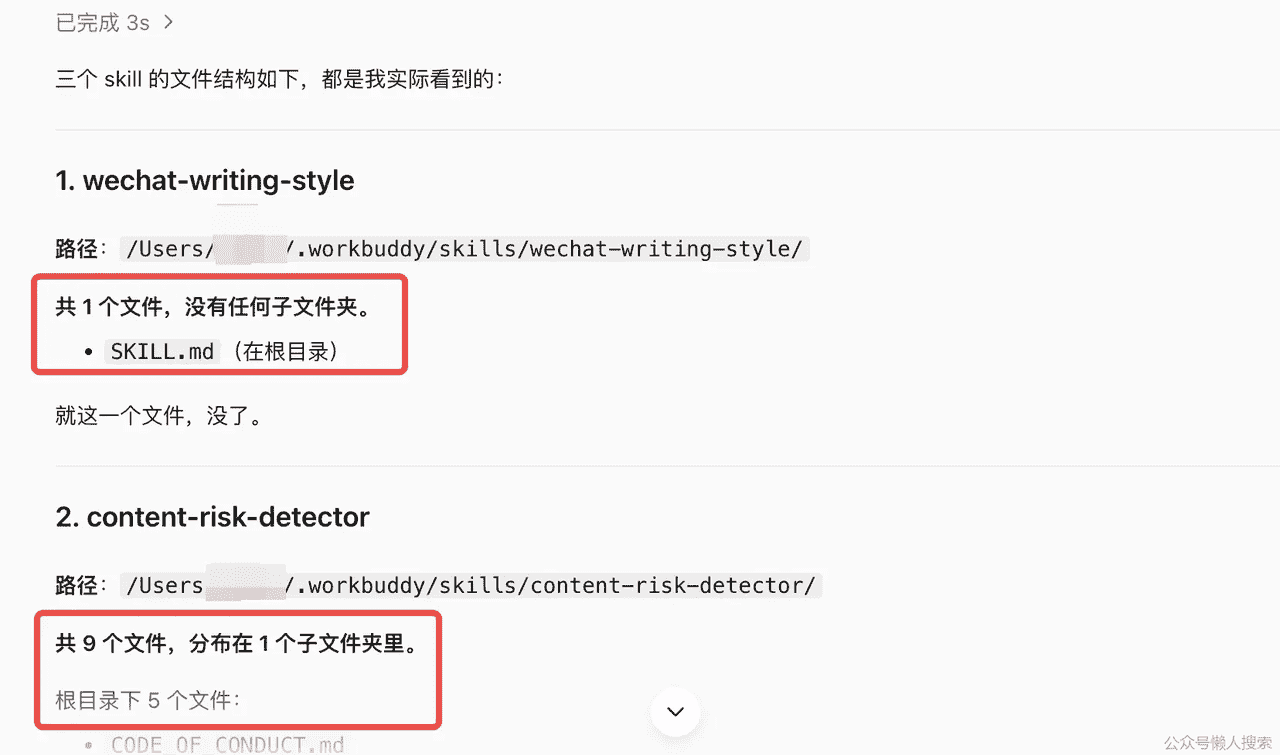 已完成 3s
三个 skill 的文件结构如下，都是我实际看到的：
1. wechat-writing-style
路径： /Users/ /.workbuddy/skills/wechat-writing-style/
共 1 个文件，没有任何子文件夹。
• SKILL.md （在根目录）
就这一个文件，没了。
2. content-risk-detector
路径： /Users /.workbuddy/skills/content-risk-detector/
共 9 个文件，分布在 1 个子文件夹里。
根目录下 5 个文件：
• CODE_OF_CONDUCT.md
公众号懒人搜索